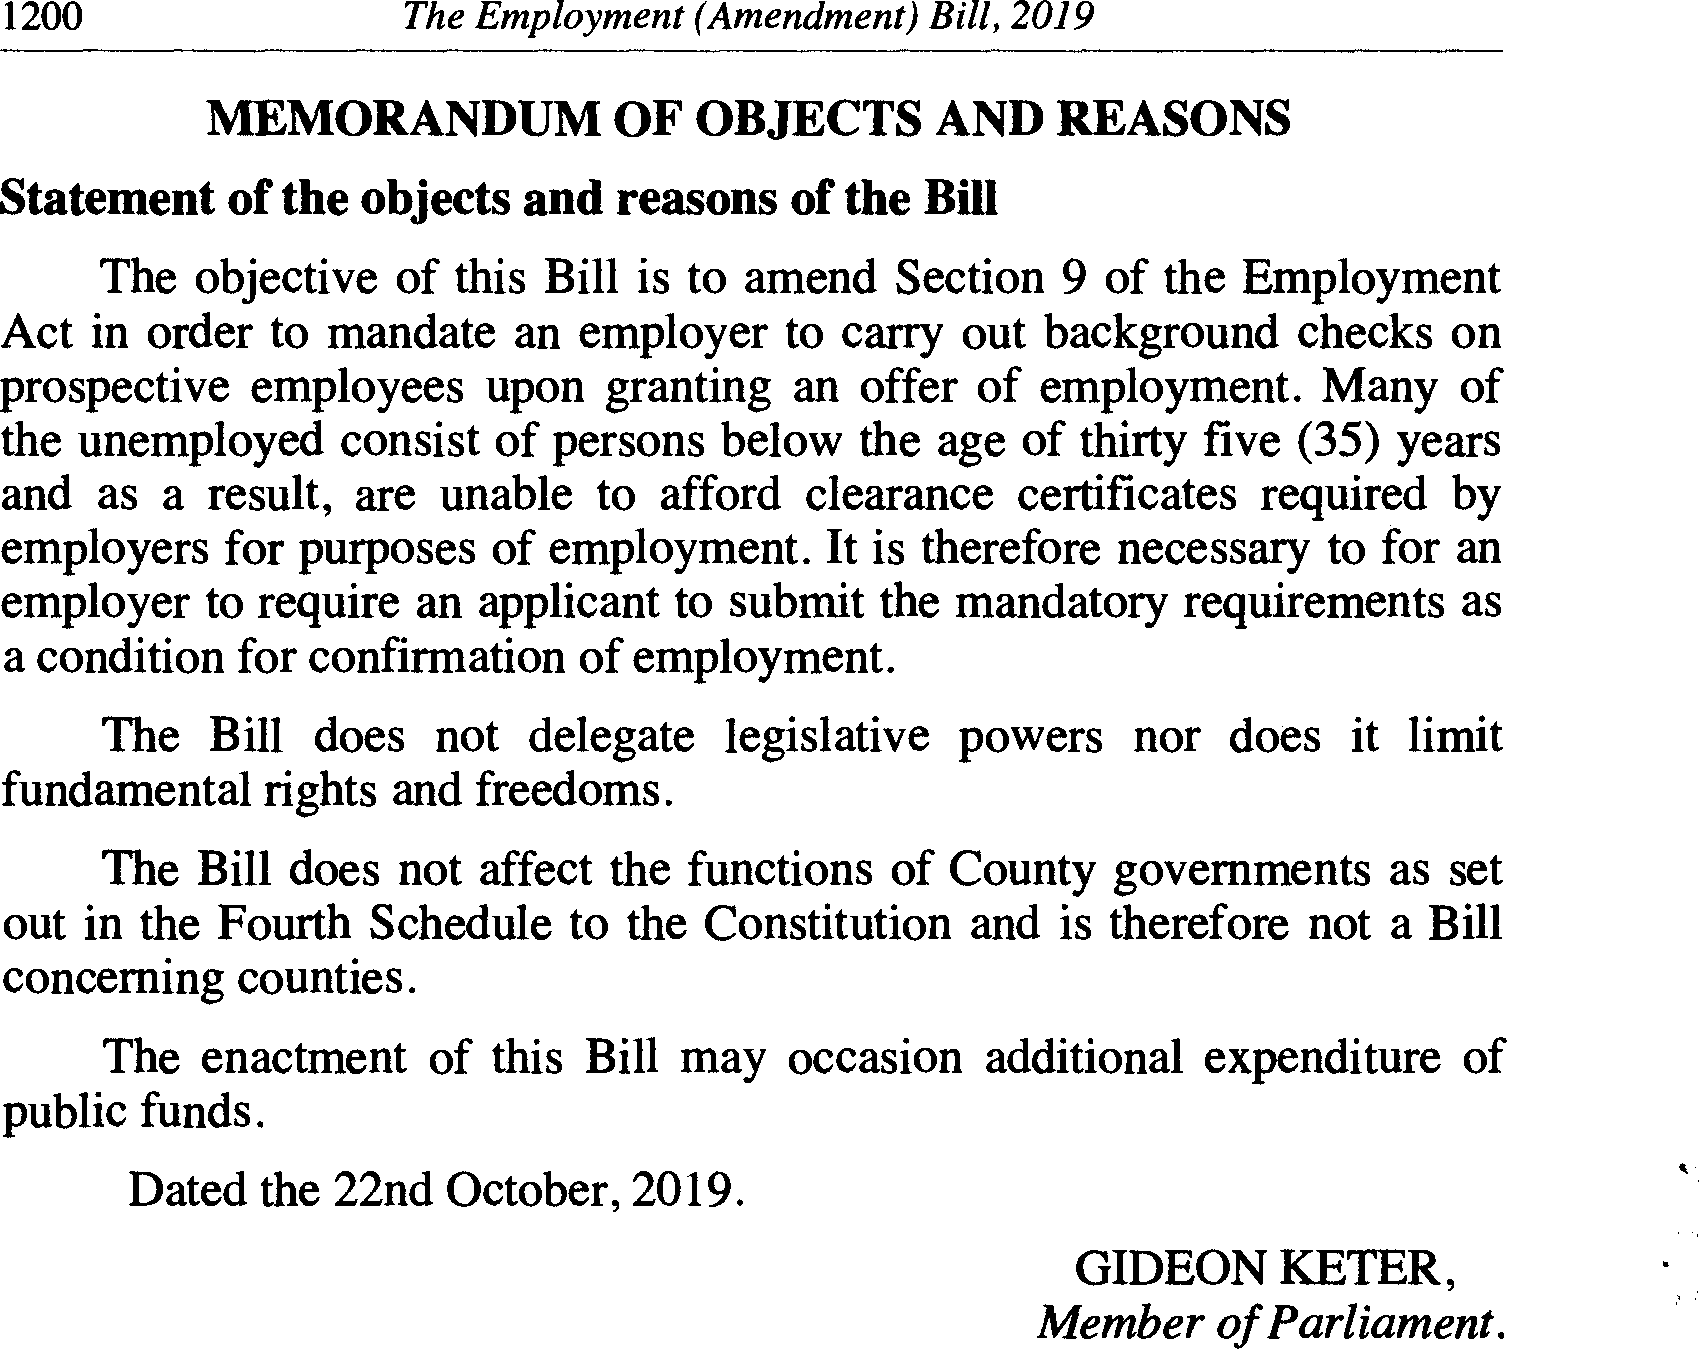 1200 The Employment (Amendment) Bill, 2019
MEMORANDUM OF OBJECTS AND REASONS
Statement of the objects and reasons of the Bill
The objective of this Bill is to amend Section 9 of the Employment
Act in order to mandate an employer to carry out background checks on
prospective employees upon granting an offer of employment. Many of
the unemployed consist of persons below the age of thirty five (35) years
and as a result, are unable to afford clearance certificates required by
employers for purposes of employment. It is therefore necessary to for an
employer to require an applicant to submit the mandatory requirements as
a condition for confirmation of employment.
The Bill does not delegate legislative powers nor does it limit
fundamental rights and freedoms.
The Bill does not affect the functions of County governments as set
out in the Fourth Schedule to the Constitution and is therefore not a Bill
concerning counties.
The enactment of this Bill may occasion additional expenditure of
public funds.
Dated the 22nd October, 2019.
GIDEON KETER,
Member of Parliament.